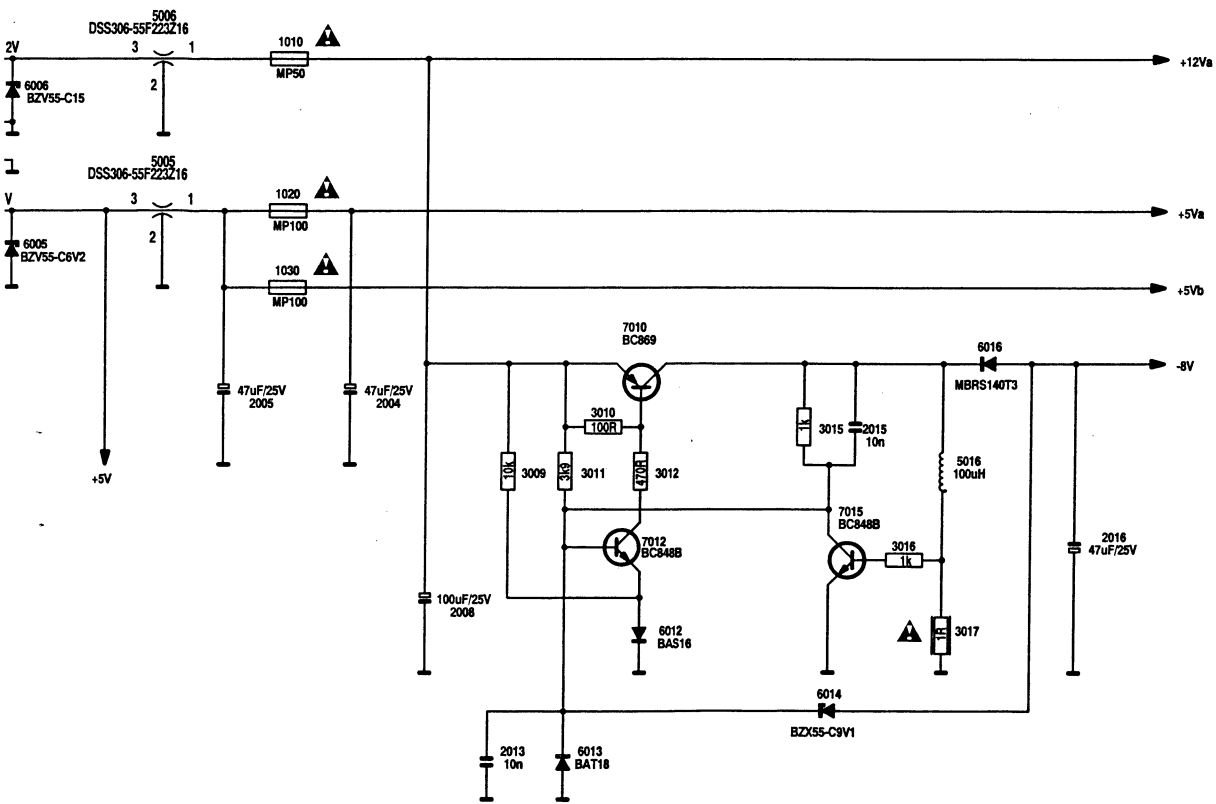 5006
DSS306-55F223Z16
2V
3
1
2
1010
MP50
+12Va
6006
BZV55-C15
5005
DSS306-55F223Z16
V
3
1
2
1020
MP100
+5Va
6005
BZV55-C6V2
1030
MP100
+5Vb
7010
BC869
6016
MBRS140T3
-8V
47uF/25V
2005
47uF/25V
2004
3010
100R
1k
3015
2015
10n
+5V
10k
3009
3k9
3011
470R
3012
5016
100uH
7012
BC848B
7015
BC848B
3016
1k
2016
47uF/25V
100uF/25V
2008
6012
BAS16
1R
3017
6014
BZX55-C9V1
2013
10n
6013
BAT18